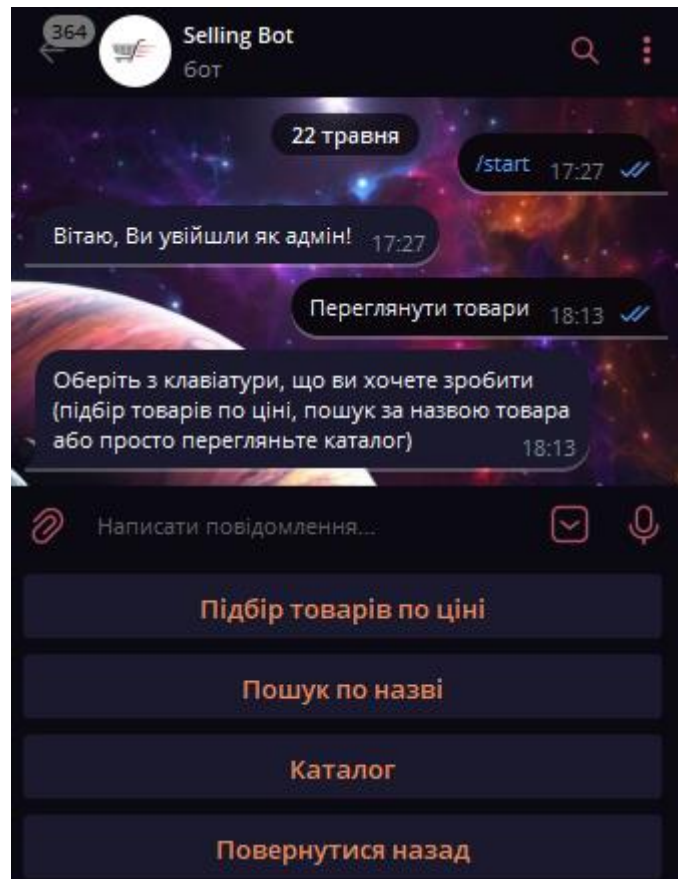 364
Selling Bot
бот
22 травня
/start 17:27
Вітаю, Ви увійшли як адмін! 17:27
Переглянути товари 18:13
Оберіть з клавіатури, що ви хочете зробити
(підбір товарів по ціні, пошук за назвою товара
або просто перегляньте каталог) 18:13
Написати повідомлення...
Підбір товарів по ціні
Пошук по назві
Каталог
Повернутися назад